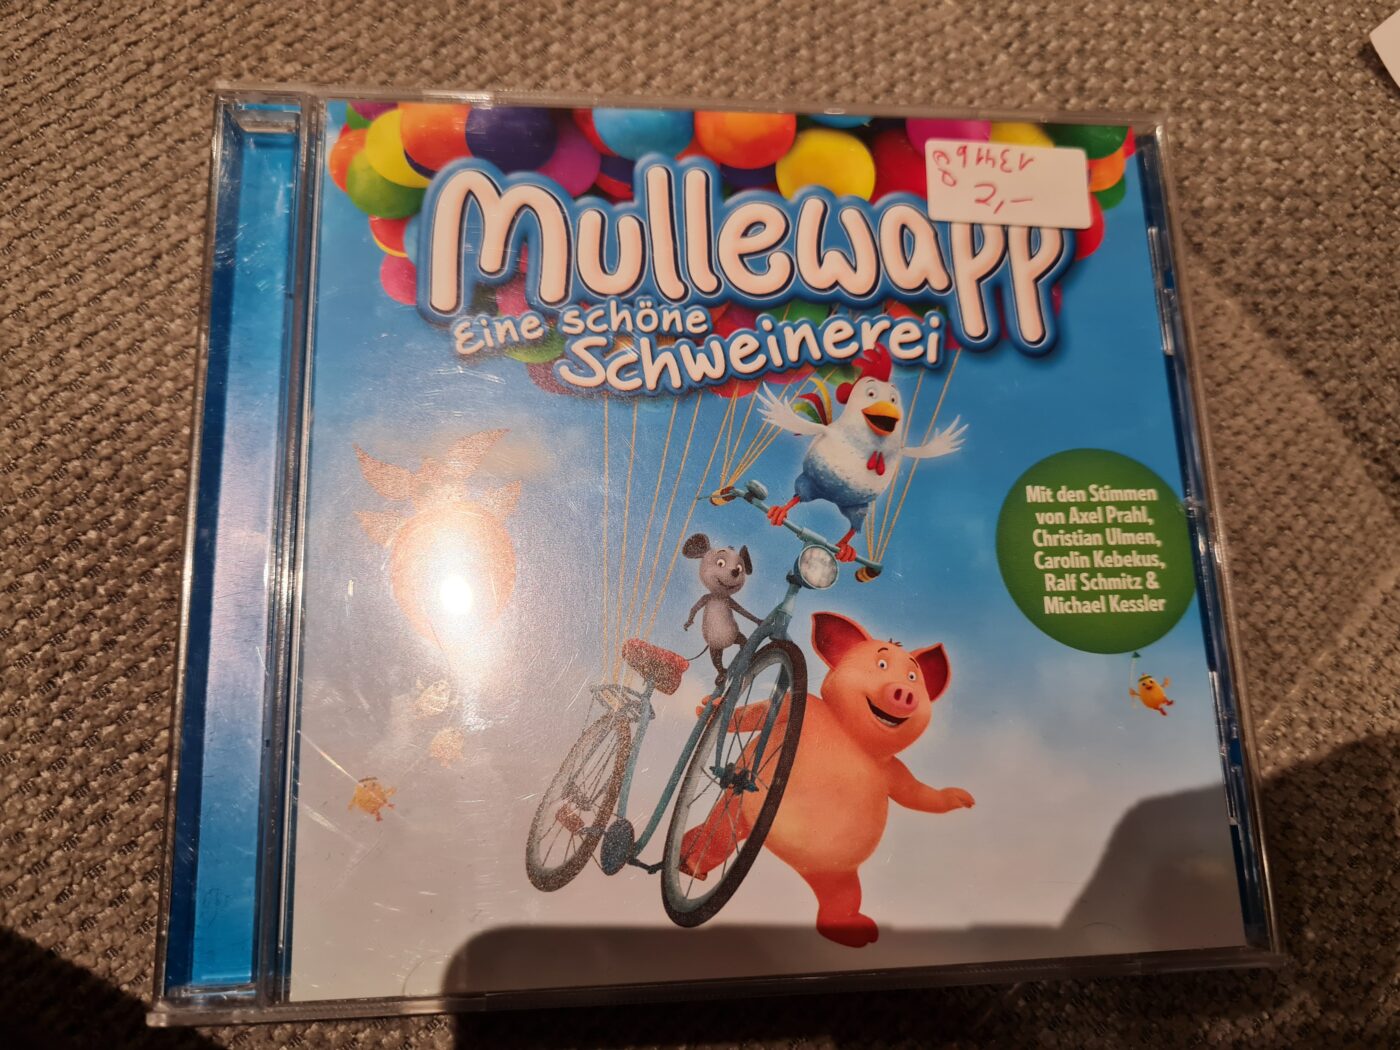 Mullewapp
Eine schöne
Schweinerei
2,-
Mit den Stimmen
von Axel Prahl,
Christian Ulmen,
Carolin Kebekus,
Ralf Schmitz &
Michael Kessler